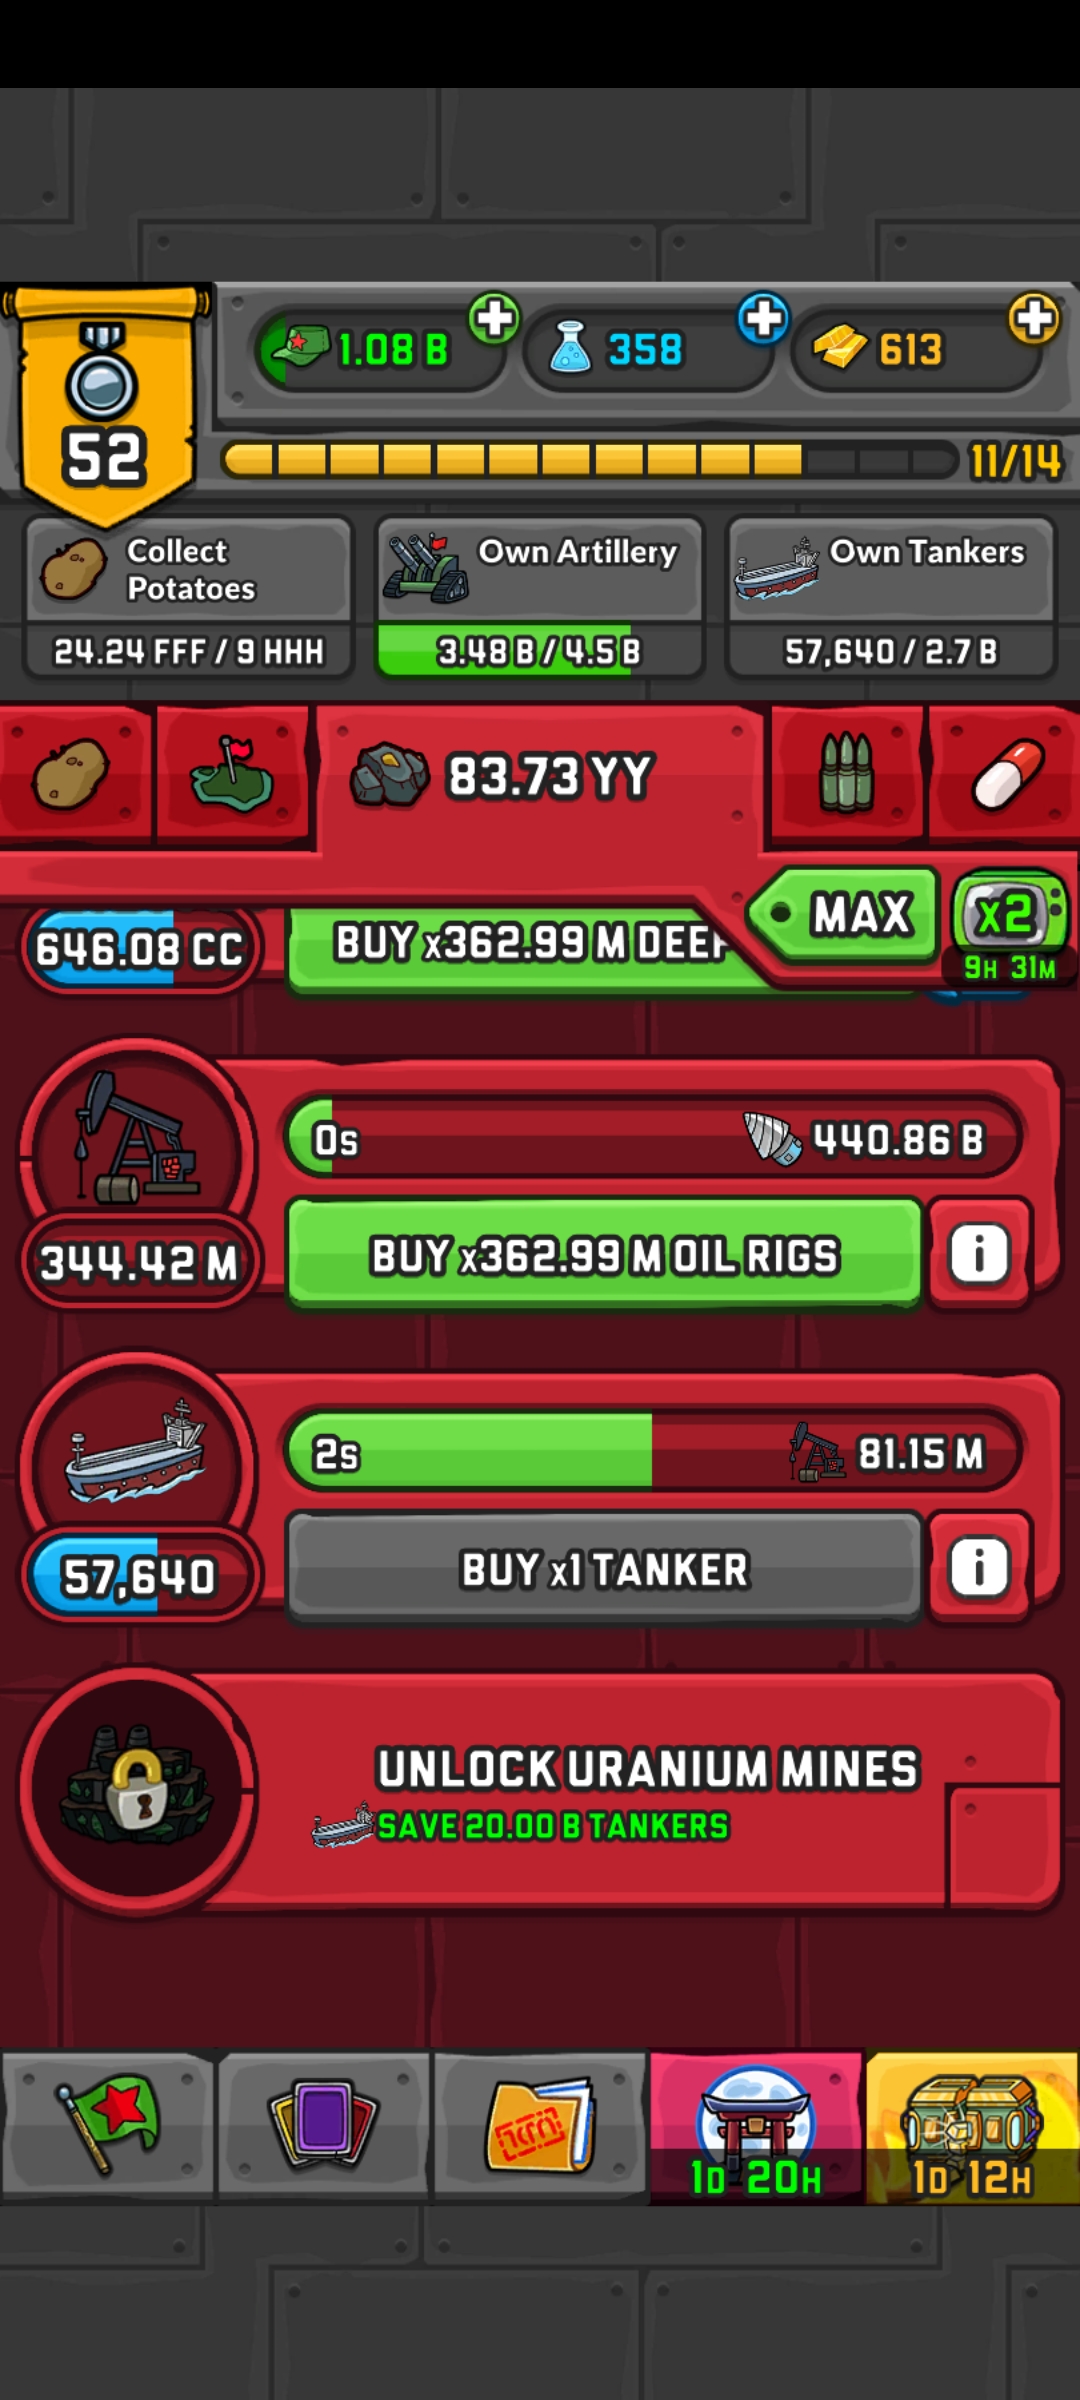 1.08 B
358
613
52
11/14
Collect
Potatoes
24.24 FFF / 9 HHH
Own Artillery
3.48 B / 4.5 B
Own Tankers
57,640 / 2.7 B
83.73 YY
MAX
x2
9H 31M
646.08 CC
BUY x362.99 M DEEP
0s
440.86 B
344.42 M
BUY x362.99 M OIL RIGS
i
2s
81.15 M
57,640
BUY x1 TANKER
i
UNLOCK URANIUM MINES
SAVE 20.00 B TANKERS
1D 20H
1D 12H